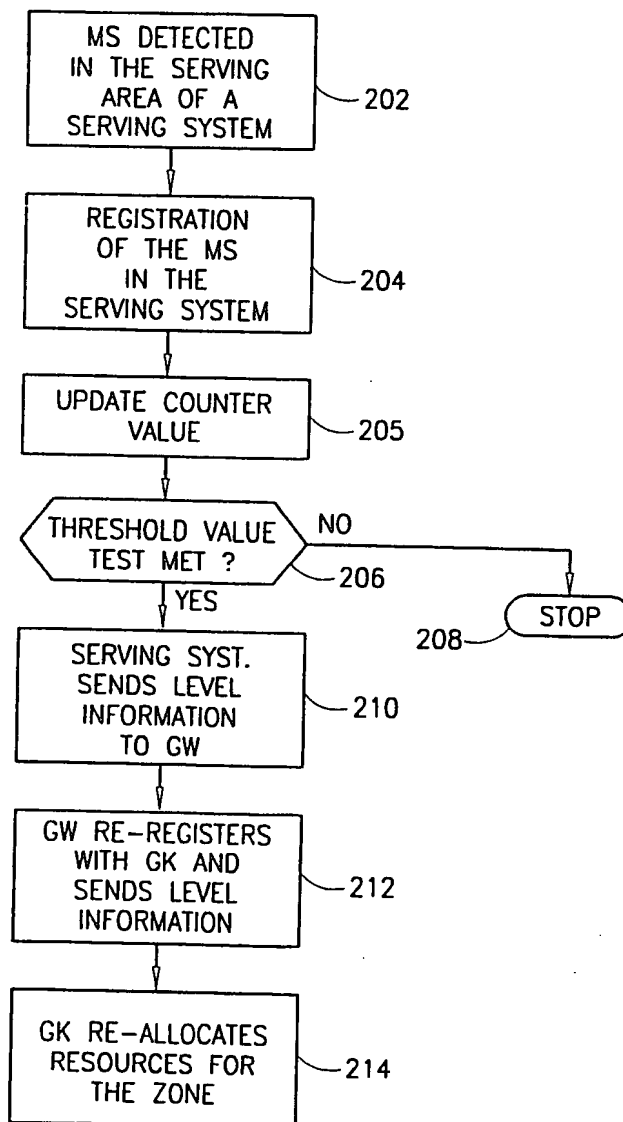 MS DETECTED
IN THE SERVING
AREA OF A
SERVING SYSTEM
202
REGISTRATION
OF THE MS
IN THE
SERVING SYSTEM
204
UPDATE COUNTER
VALUE
205
THRESHOLD VALUE
TEST MET ?
206
NO
STOP
208
YES
SERVING SYST.
SENDS LEVEL
INFORMATION
TO GW
210
GW RE-REGISTERS
WITH GK AND
SENDS LEVEL
INFORMATION
212
GK RE-ALLOCATES
RESOURCES FOR
THE ZONE
214